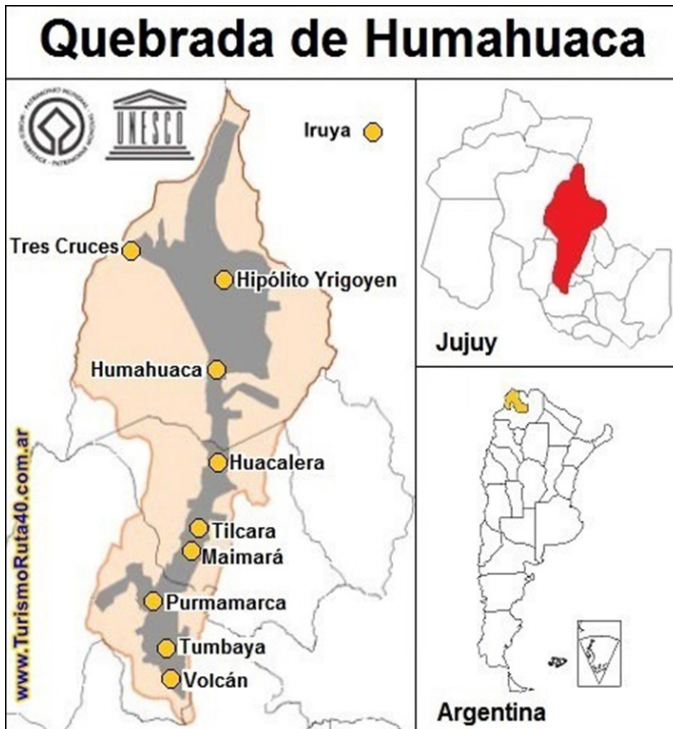 Quebrada de Humahuaca
UNESCO
Iruya
Tres Cruces
Hipólito Yrigoyen
Humahuaca
Huacalera
Tilcara
Maimará
Purmamarca
Tumbaya
Volcán
www.TurismoRuta40.com.ar
Jujuy
Argentina